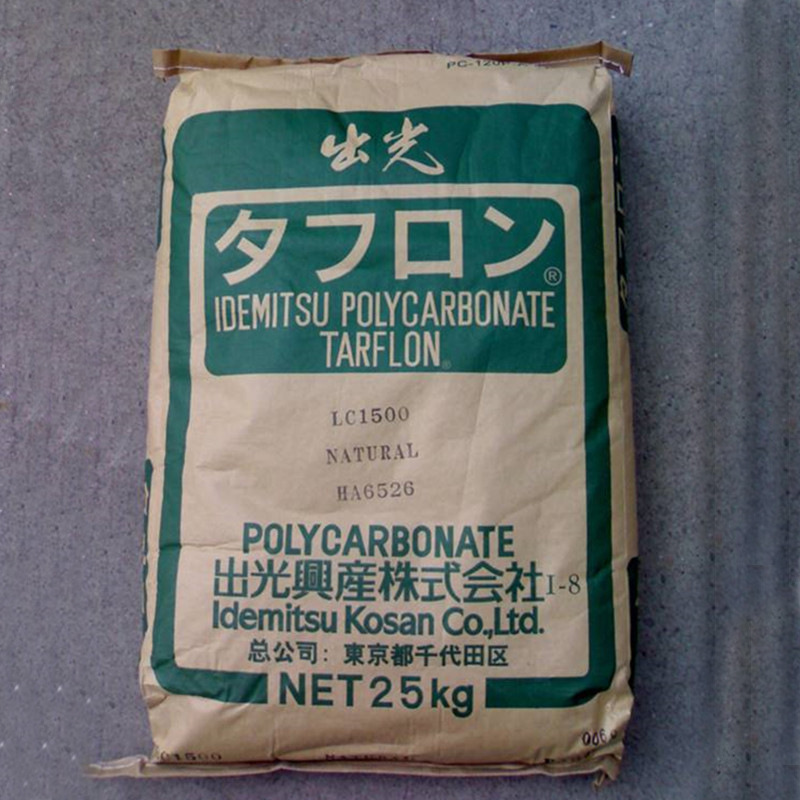 出光
タフロン®
IDEMITSU POLYCARBONATE
TARFLON®
LC1500
NATURAL
HA6526
POLYCARBONATE
出光興産株式会社I-8
Idemitsu Kosan Co.,Ltd.
总公司: 東京都千代田区
NET 25kg